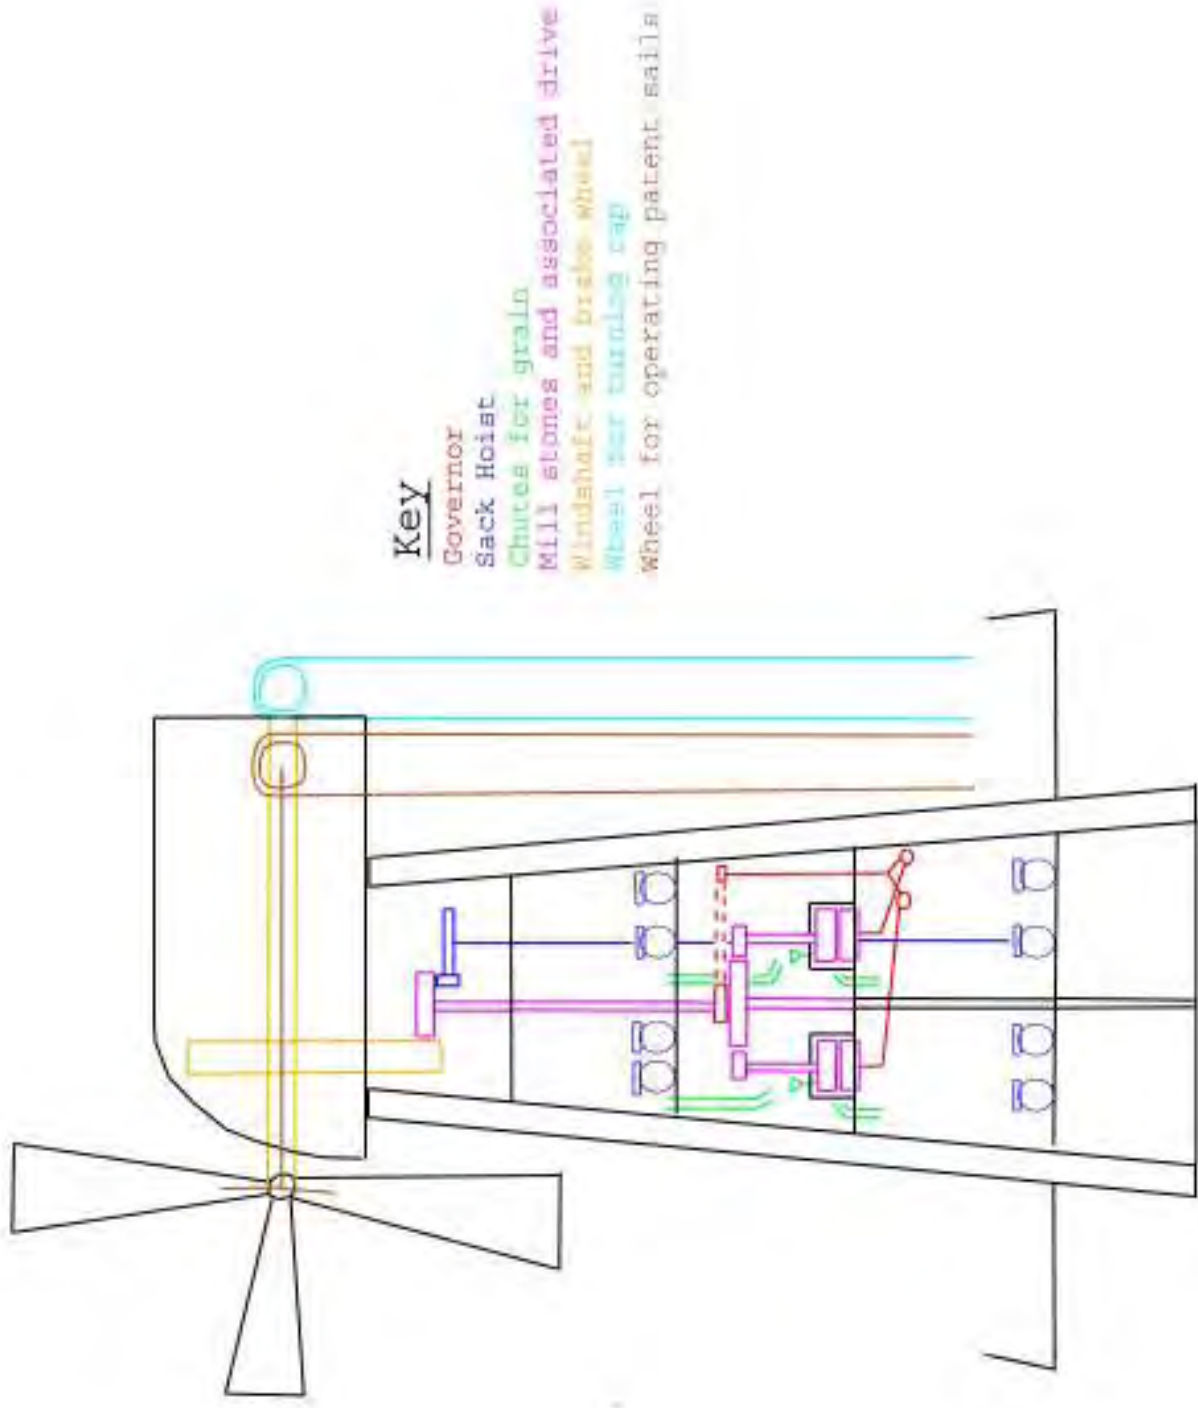 Key
Governor
Sack Hoist
Chutes for grain
Mill stones and associated drive
Windshaft and brake wheel
Wheel for turning cap
Wheel for operating patent sails